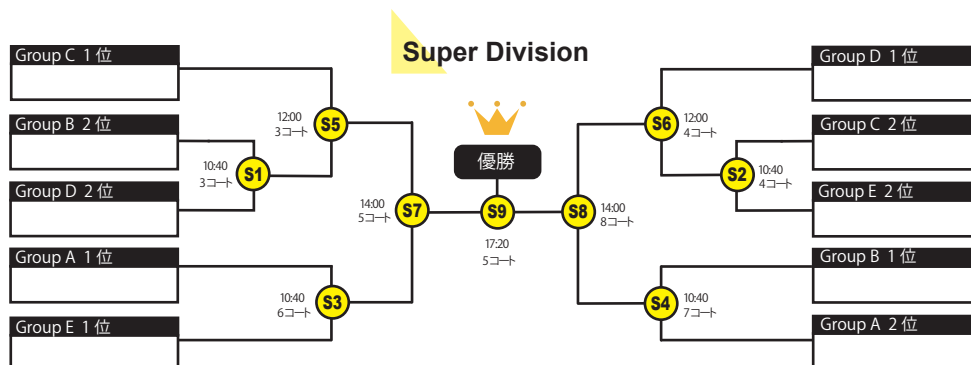 Super Division
Group C 1 位
Group B 2 位
Group D 2 位
Group A 1 位
Group E 1 位
12:00
3コート
S5
10:40
3コート
S1
14:00
5コート
S7
10:40
6コート
S3
優勝
S9
17:20
5コート
S8
14:00
8コート
S6
12:00
4コート
S2
10:40
4コート
S4
10:40
7コート
Group D 1 位
Group C 2 位
Group E 2 位
Group B 1 位
Group A 2 位